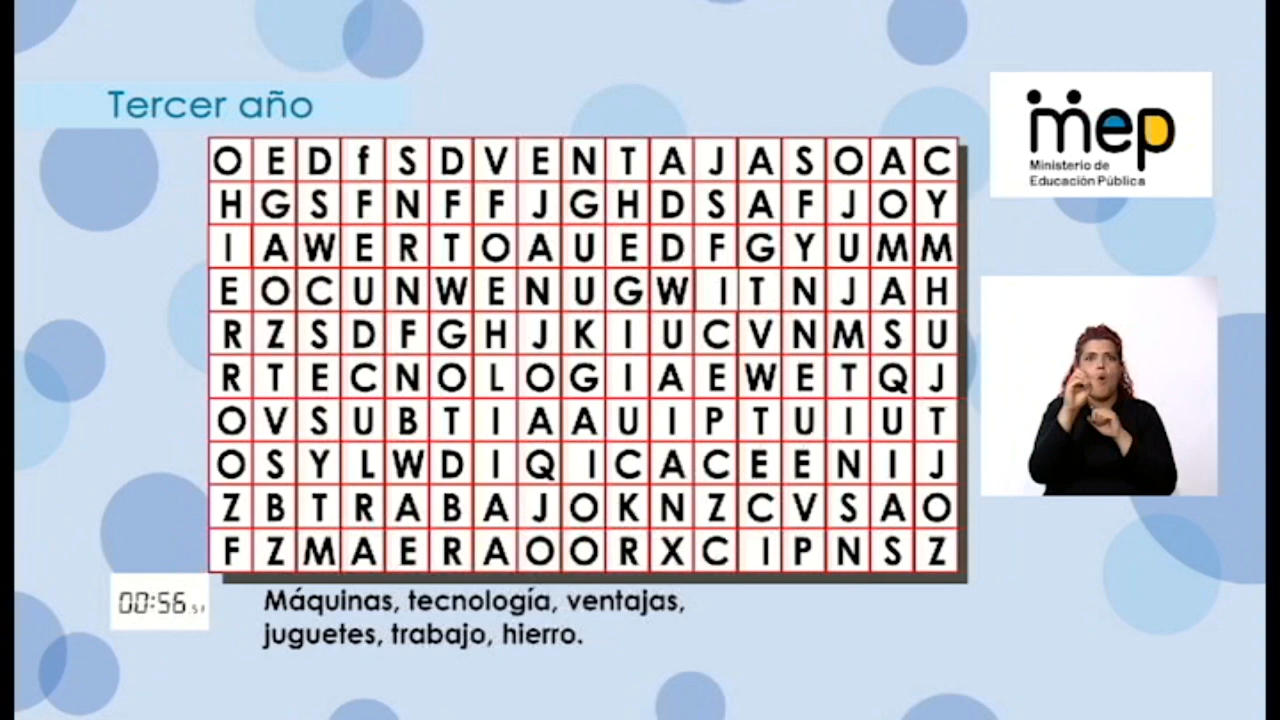 Tercer año
mep
Ministerio de
Educación Pública
O E D f S D V E N T A J A S O A C
H G S F N F F J G H D S A F J O Y
I A W E R T O A U E D F G Y U M M
E O C U N W E N U G W I T N J A H
R Z S D F G H J K I U C V N M S U
R T E C N O L O G I A E W E T Q J
O V S U B T I A A U I P T U I U T
O S Y L W D I Q I C A C E E N I J
Z B T R A B A J O K N Z C V S A O
F Z M A E R A O O R X C I P N S Z
00:56
Máquinas, tecnología, ventajas,
juguetes, trabajo, hierro.